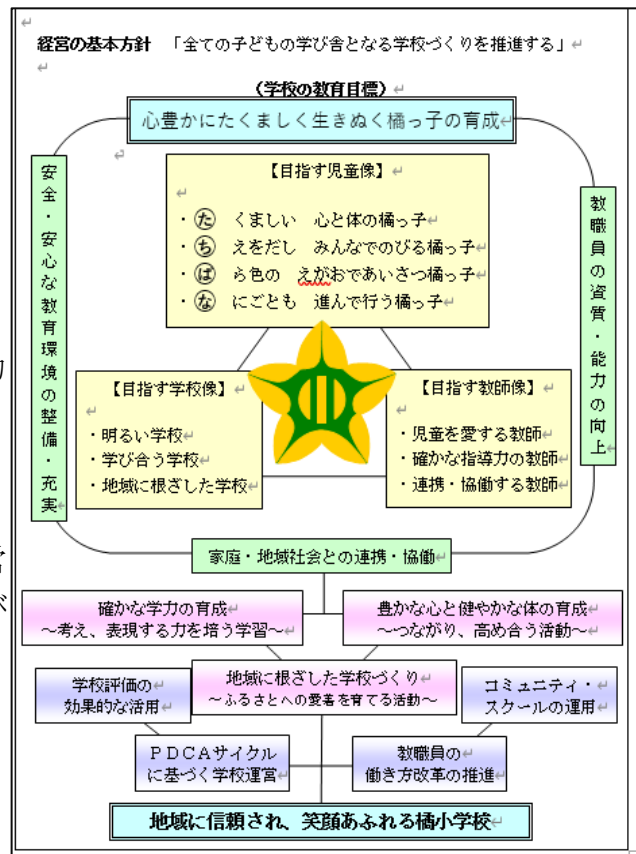 経営の基本方針 「全ての子どもの学び舎となる学校づくりを推進する」
(学校の教育目標)
心豊かにたくましく生きぬく橘っ子の育成
安全・安心な教育環境の整備・充実
【目指す児童像】
・た くましい 心と体の橘っ子
・ち えをだし みんなでのびる橘っ子
・ば ら色の えがおであいさつ橘っ子
・な にごとも 進んで行う橘っ子
教職員の資質・能力の向上
【目指す学校像】
・明るい学校
・学び合う学校
・地域に根ざした学校
【目指す教師像】
・児童を愛する教師
・確かな指導力の教師
・連携・協働する教師
家庭・地域社会との連携・協働
確かな学力の育成
～考え、表現する力を培う学習～
豊かな心と健やかな体の育成
～つながり、高め合う活動～
地域に根ざした学校づくり
～ふるさとへの愛着を育てる活動～
学校評価の
効果的な活用
コミュニティ・
スクールの運用
ＰＤＣＡサイクル
に基づく学校運営
教職員の
働き方改革の推進
地域に信頼され、笑顔あふれる橘小学校